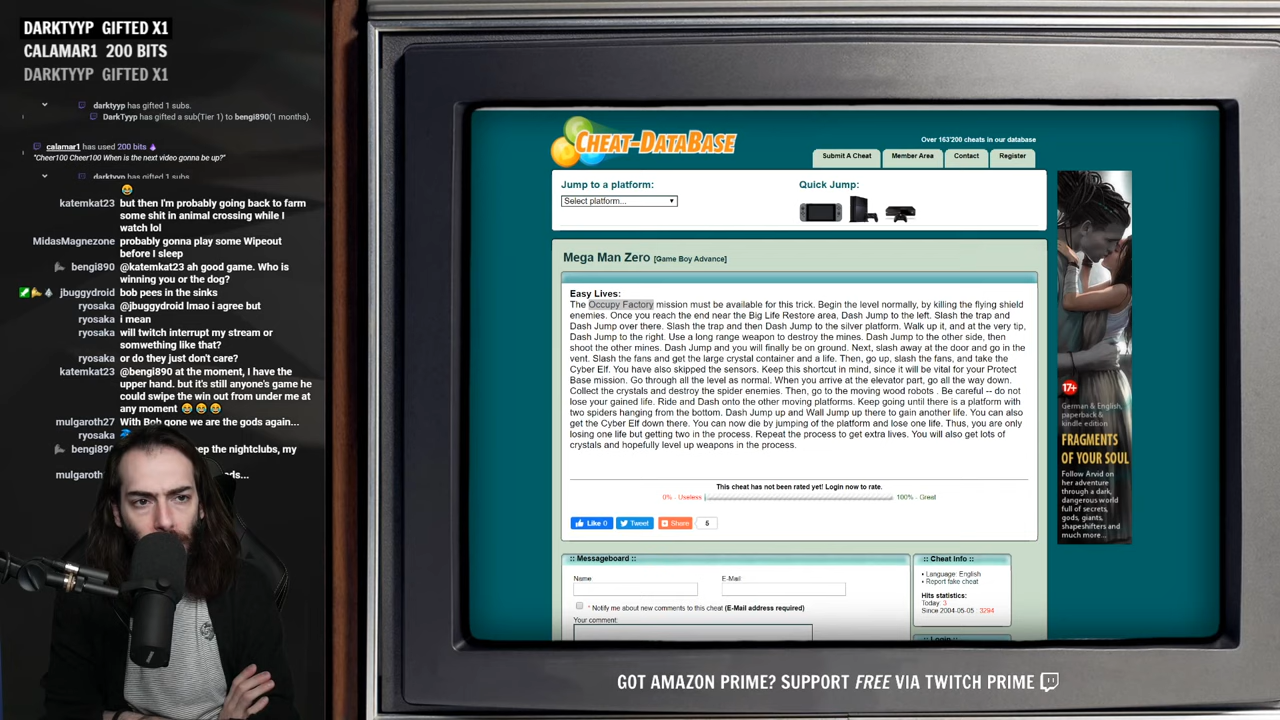 DARKTYYP GIFTED X1
CALAMAR1 200 BITS
DARKTYYP GIFTED X1
darktyyp has gifted 1 subs.
DarkTyyp has gifted a sub(Tier 1) to bengi890(1 months).
calamar1 has used 200 bits
"Cheer100 Cheer100 When is the next video gonna be up?"
darktyyp has gifted 1 subs
katemkat23 but then I'm probably going back to farm
some shit in animal crossing while I
watch lol
MidasMagnezone probably gonna play some Wipeout
before I sleep
bengi890 @katemkat23 ah good game. Who is
winning you or the dog?
jbuggydroid bob pees in the sinks
ryosaka @jbuggydroid lmao i agree but
ryosaka i mean
ryosaka will twitch interrupt my stream or
somwething like that?
ryosaka or do they just don't care?
katemkat23 @bengi890 at the moment, I have the
upper hand. but it's still anyone's game he
could swipe the win out from under me at
any moment
mulgaroth27 With Bob gone we are the gods again...
ryosaka
the nightclubs, my
CHEAT-DATABASE
Over 163'200 cheats in our database
Submit A Cheat
Member Area
Contact
Register
Jump to a platform:
Select platform...
Quick Jump:
Mega Man Zero [Game Boy Advance]
Easy Lives:
The Occupy Factory mission must be available for this trick. Begin the level normally, by killing the flying shield
enemies. Once you reach the end near the Big Life Restore area, Dash Jump to the left. Slash the trap and
Dash Jump over there. Slash the trap and then Dash Jump to the silver platform. Walk up it, and at the very tip,
Dash Jump to the right. Use a long range weapon to destroy the mines. Dash Jump to the other side, then
shoot the other mines. Dash Jump and you will finally be on ground. Next, slash away at the door and go in the
vent. Slash the fans and get the large crystal container and a life. Then, go up, slash the fans, and take the
Cyber Elf. You have also skipped the sensors. Keep this shortcut in mind, since it will be vital for your Protect
Base mission. Go through all the level as normal. When you arrive at the elevator part, go all the way down.
Collect the crystals and destroy the spider enemies. Then, go to the moving wood robots . Be careful -- do not
lose your gained life. Ride and Dash onto the other moving platforms. Keep going until there is a platform with
two spiders hanging from the bottom. Dash Jump up and Wall Jump up there to gain another life. You can also
get the Cyber Elf down there. You can now die by jumping of the platform and lose one life. Thus, you are only
losing one life but getting two in the process. Repeat the process to get extra lives. You will also get lots of
crystals and hopefully level up weapons in the process.
This cheat has not been rated yet! Login now to rate.
0% - Useless
100% - Great
Like 0
Tweet
Share
5
:: Messageboard ::
Name
E-Mail
* Notify me about new comments to this cheat (E-Mail address required)
Your comment:
:: Cheat Info ::
• Language: English
• Report fake cheat
Hits statistics:
Today: 3
Since 2004-05-05 : 3294
:: Login ::
17+
German & English,
paperback &
kindle edition
FRAGMENTS
OF YOUR SOUL
Follow Arvid on
her adventure
through a dark,
dangerous world
full of secrets,
gods, giants,
shapeshifters and
much more...
GOT AMAZON PRIME? SUPPORT FREE VIA TWITCH PRIME